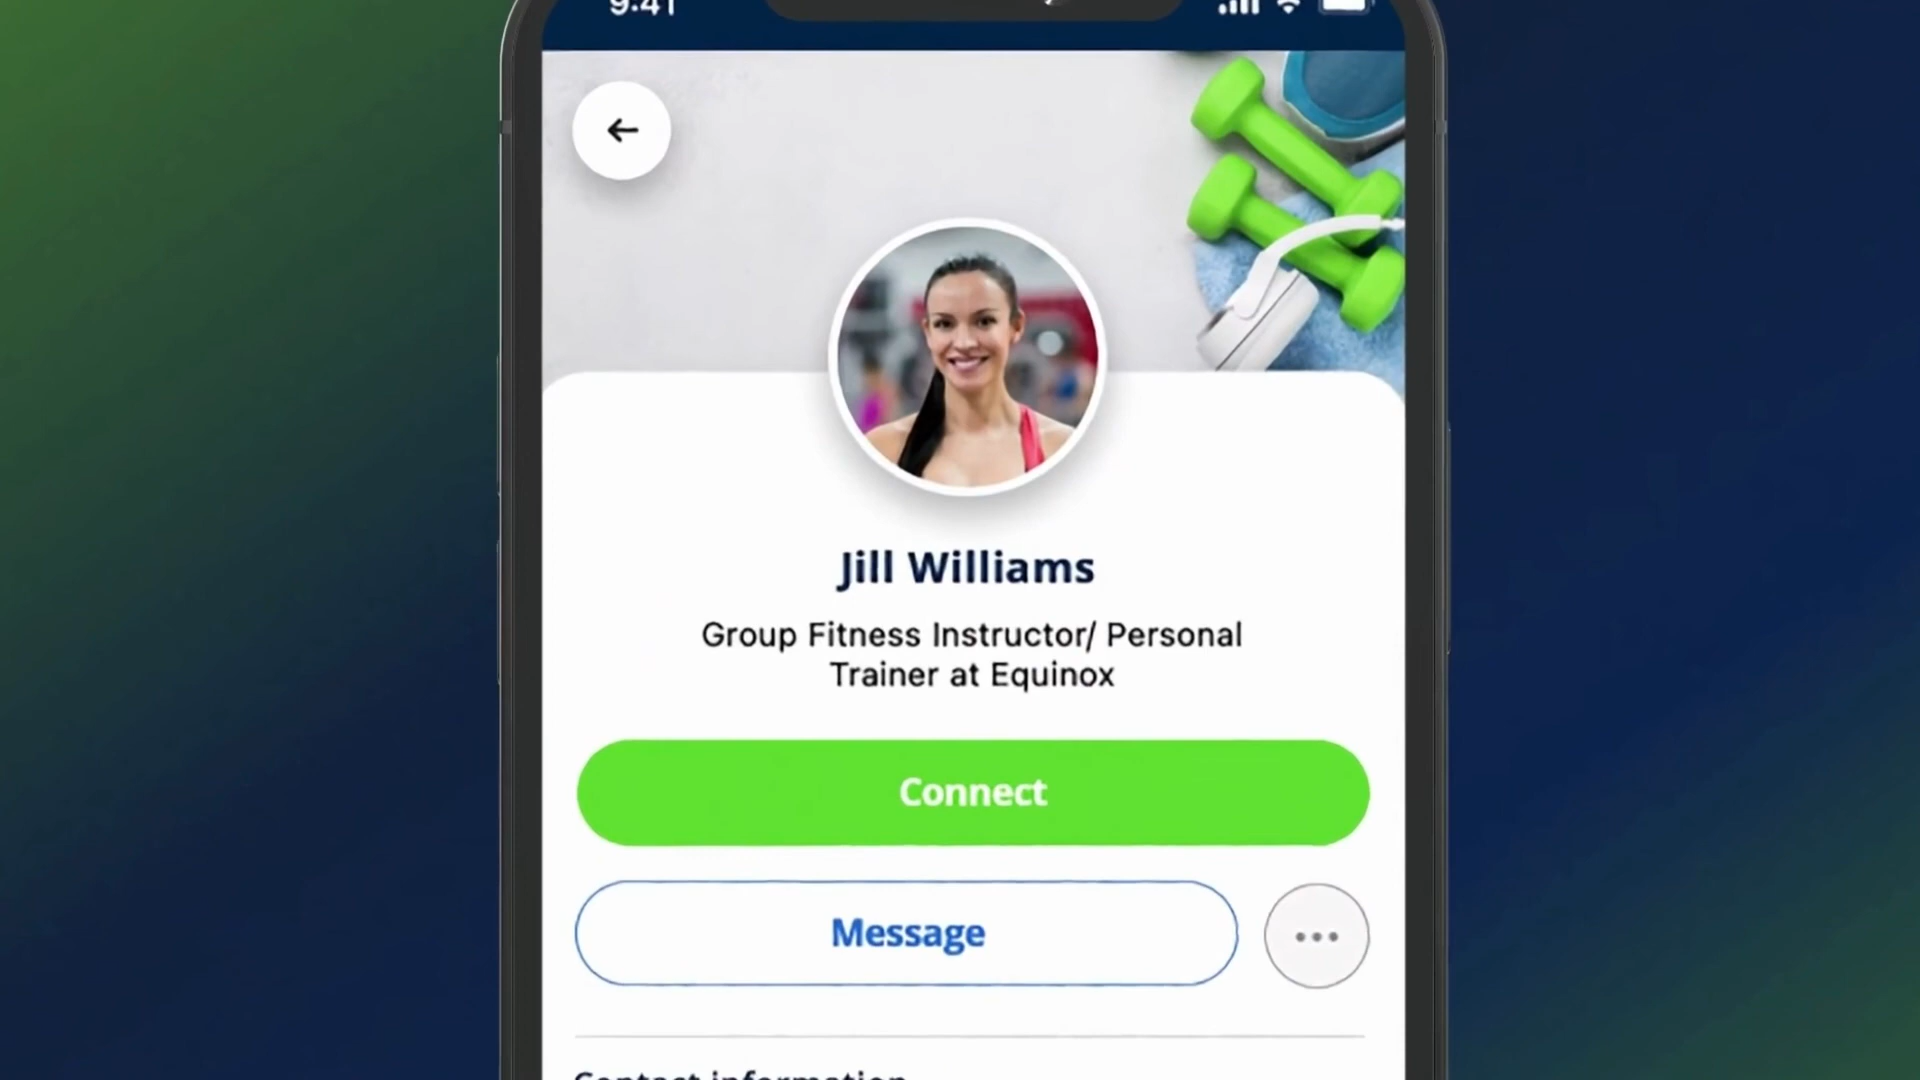 9:41
Jill Williams
Group Fitness Instructor/ Personal
Trainer at Equinox
Connect
Message
Contact information